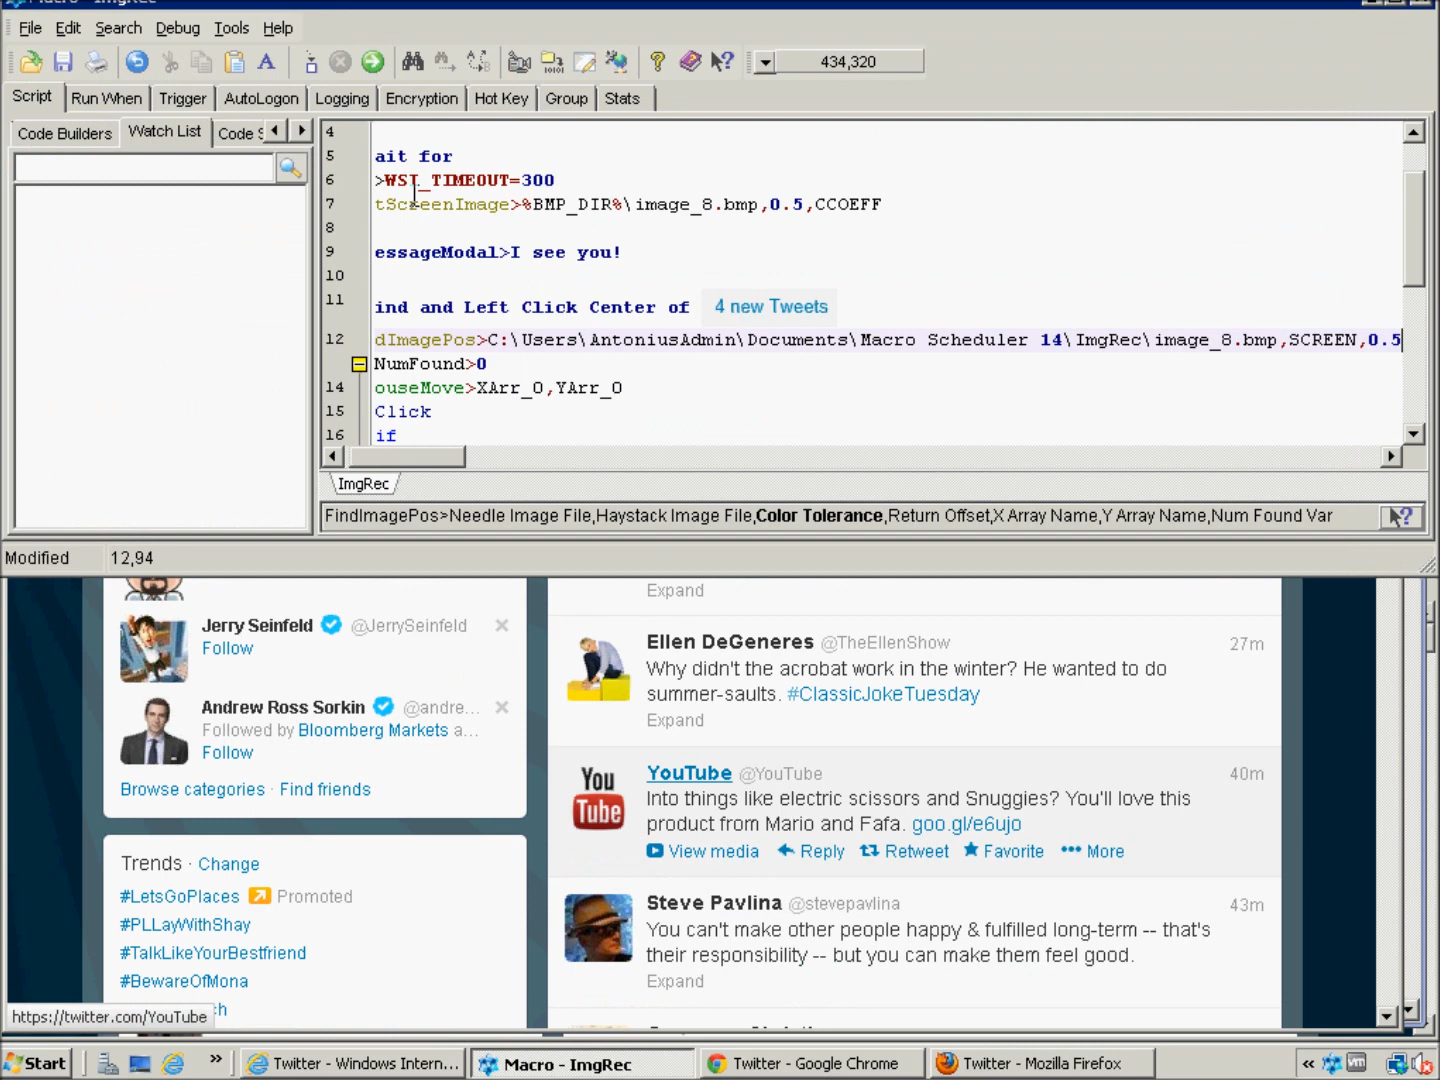 Macro - ImgRec
File Edit Search Debug Tools Help
434,320
Script Run When Trigger AutoLogon Logging Encryption Hot Key Group Stats
Code Builders Watch List Code S
4
5 ait for
6 >WSI_TIMEOUT=300
7 tScreenImage>%BMP_DIR%\image_8.bmp,0.5,CCOEFF
8
9 essageModal>I see you!
10
11 ind and Left Click Center of 4 new Tweets
12 dImagePos>C:\Users\AntoniusAdmin\Documents\Macro Scheduler 14\ImgRec\image_8.bmp,SCREEN,0.5
NumFound>0
14 ouseMove>XArr_0,YArr_0
15 Click
16 if
ImgRec
FindImagePos>Needle Image File,Haystack Image File,Color Tolerance,Return Offset,X Array Name,Y Array Name,Num Found Var
Modified 12,94
Jerry Seinfeld @JerrySeinfeld
Follow
Andrew Ross Sorkin @andre...
Followed by Bloomberg Markets a...
Follow
Browse categories · Find friends
Trends · Change
#LetsGoPlaces Promoted
#PLLayWithShay
#TalkLikeYourBestfriend
#BewareOfMona
ch
https://twitter.com/YouTube
Expand
Ellen DeGeneres @TheEllenShow 27m
Why didn't the acrobat work in the winter? He wanted to do
summer-saults. #ClassicJokeTuesday
Expand
You Tube
YouTube @YouTube 40m
Into things like electric scissors and Snuggies? You'll love this
product from Mario and Fafa. goo.gl/e6ujo
View media Reply Retweet Favorite More
Steve Pavlina @stevepavlina 43m
You can't make other people happy & fulfilled long-term -- that's
their responsibility -- but you can make them feel good.
Expand
Start » Twitter - Windows Intern... Macro - ImgRec Twitter - Google Chrome Twitter - Mozilla Firefox «